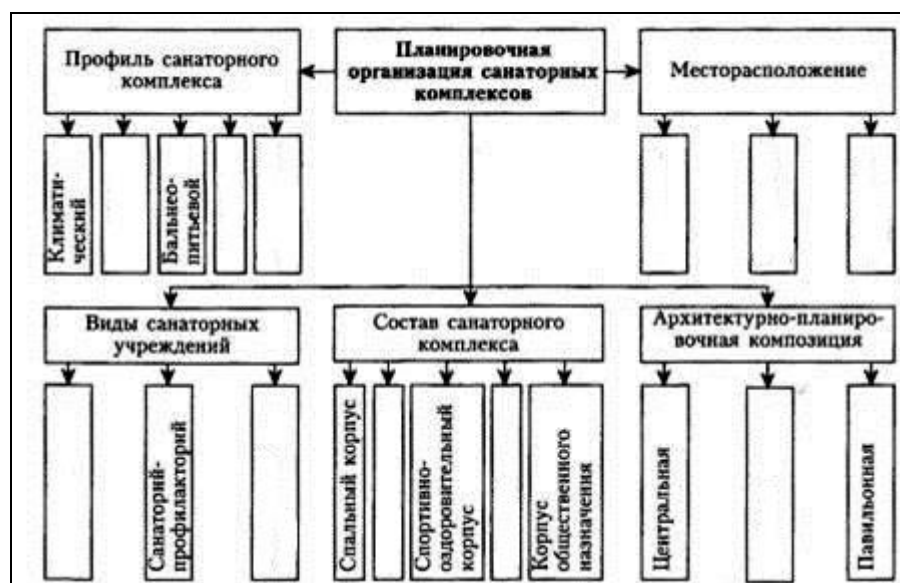 Профиль санаторного
комплекса
Планировочная
организация санаторных
комплексов
Месторасположение
Климати-
ческий
Бальнео-
питьевой
Виды санаторных
учреждений
Состав санаторного
комплекса
Архитектурно-планиро-
вочная композиция
Санаторий-
профилакторий
Спальный корпус
Спортивно-
оздоровительный
корпус
Корпус
общественного
назначения
Центральная
Павильонная